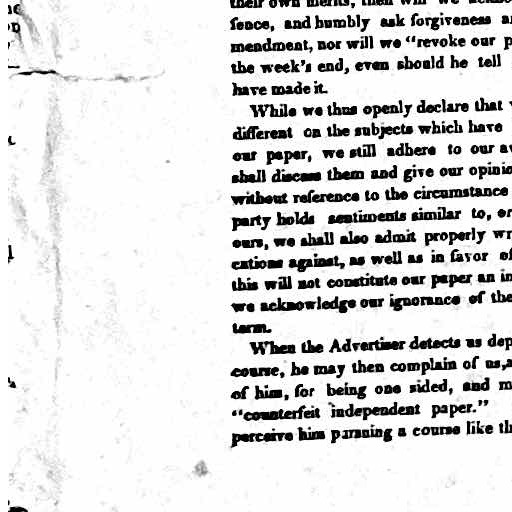 their own merits, then will we
fence, and humbly ask forgiveness
mendment, nor will we "revoke our
the week's end, even should he tell
have made it.
While we thus openly declare that
different on the subjects which have
our paper, we still adhere to our
shall discuss them and give our opinio
without reference to the circumstance
party holds sentiments similar to, or
ours, we shall also admit properly wr
cations against, as well as in favor of
this will not constitute our paper an in
we acknowledge our ignorance of the
term.
When the Advertiser detects us dep
course, he may then complain of us,
of him, for being one sided, and m
"counterfeit independent paper."
perceive him pursuing a course like th